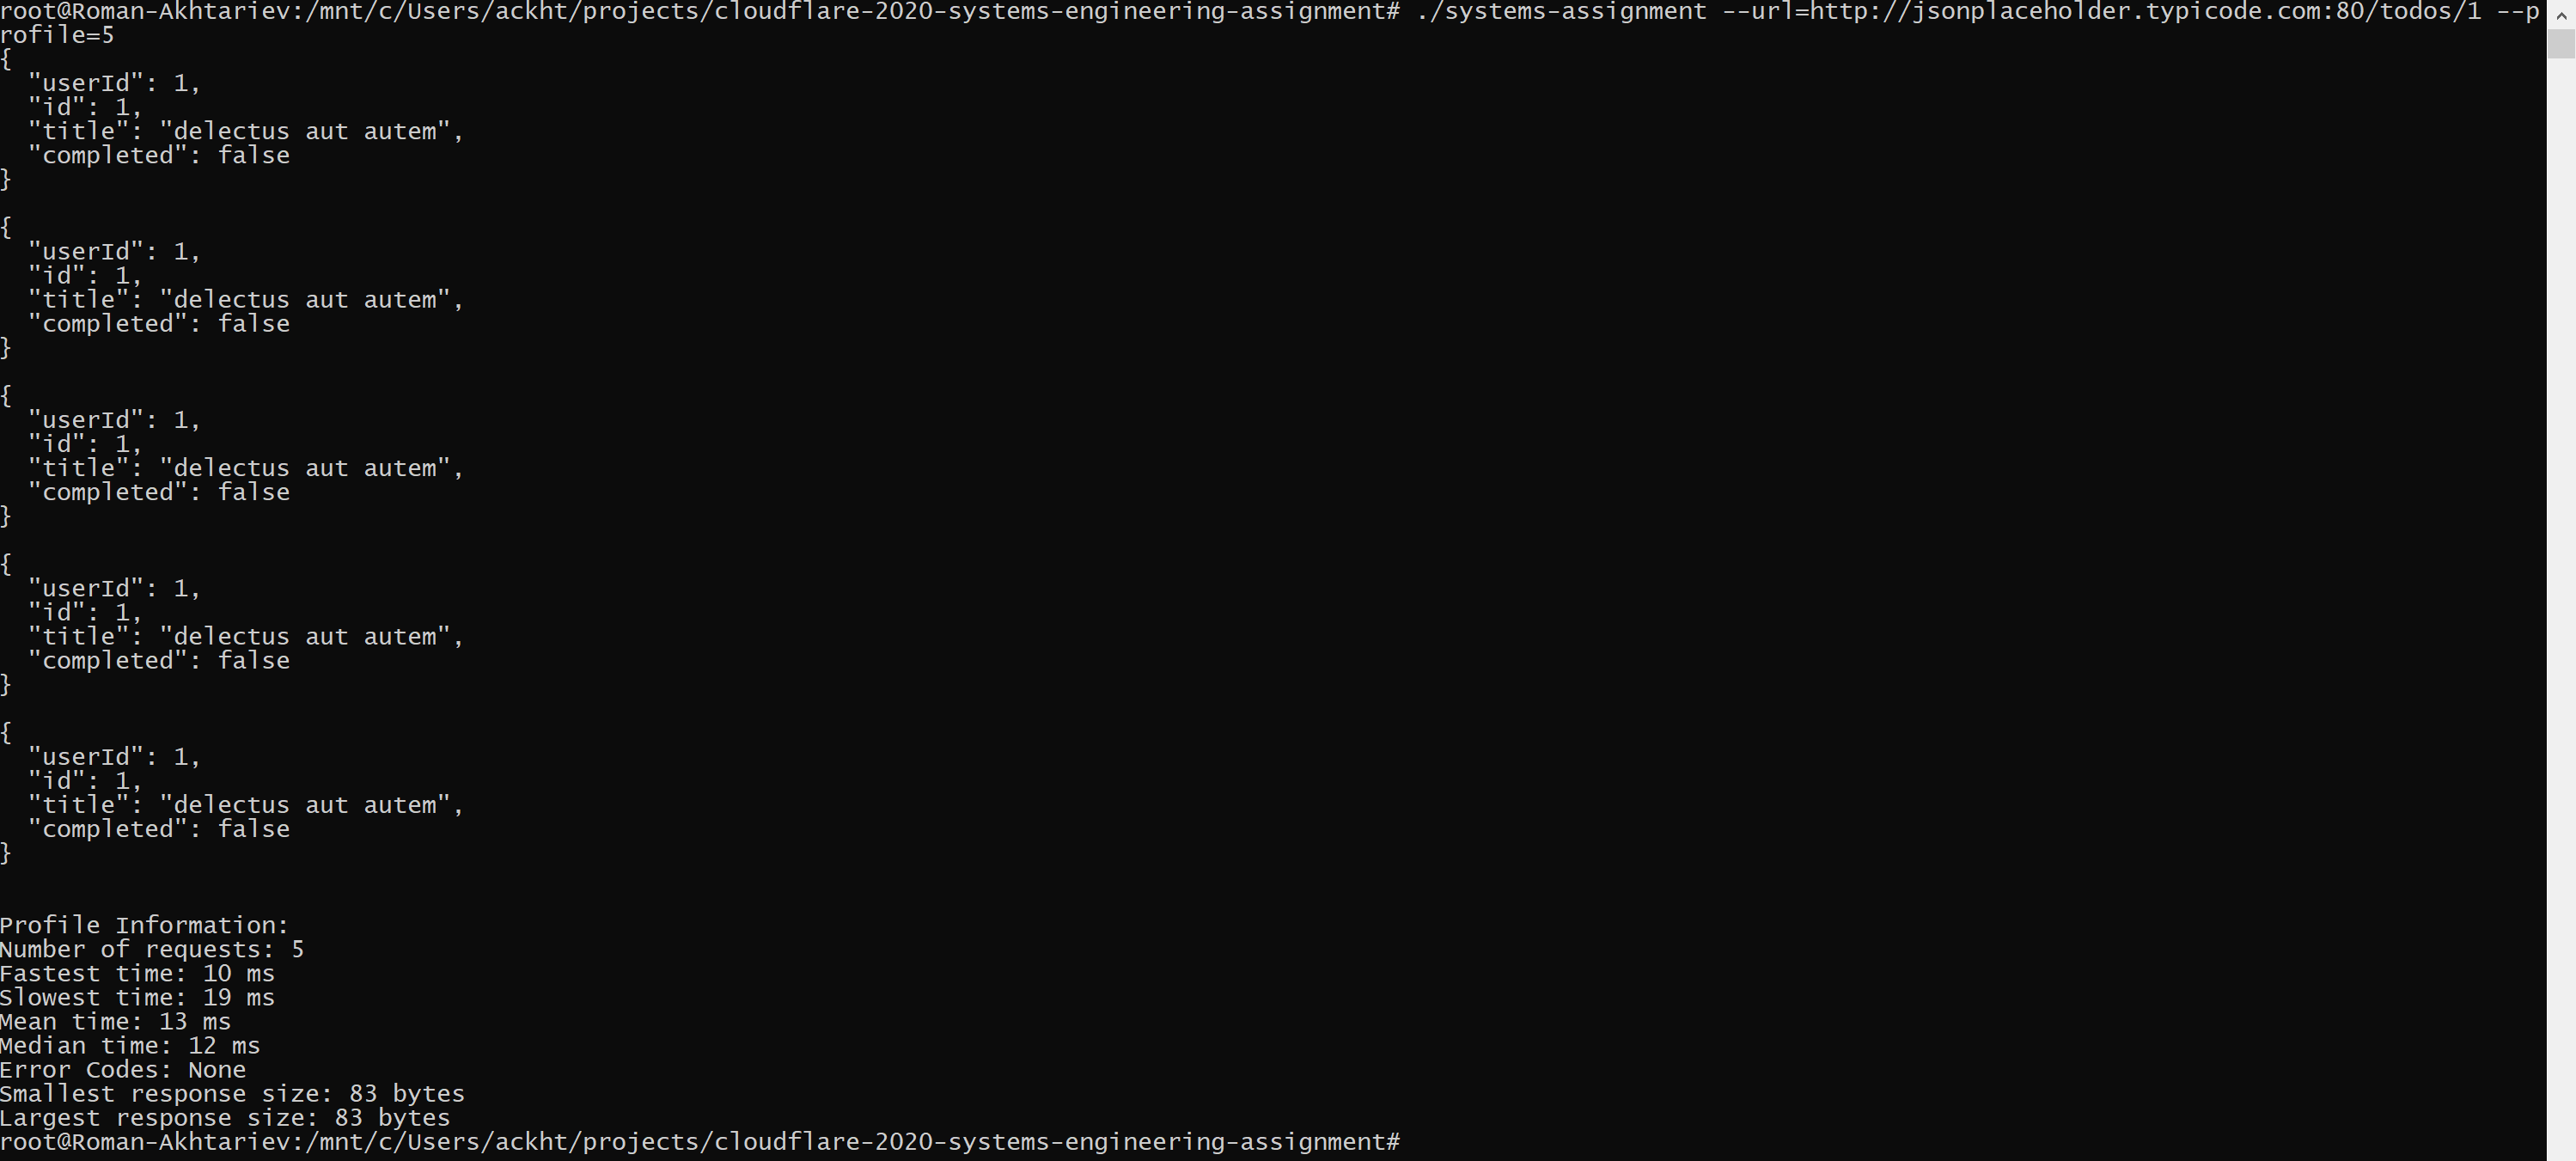 root@Roman-Akhtariev:/mnt/c/Users/ackht/projects/cloudflare-2020-systems-engineering-assignment# ./systems-assignment --url=http://jsonplaceholder.typicode.com:80/todos/1 --p
rofile=5
{
  "userId": 1,
  "id": 1,
  "title": "delectus aut autem",
  "completed": false
}

{
  "userId": 1,
  "id": 1,
  "title": "delectus aut autem",
  "completed": false
}

{
  "userId": 1,
  "id": 1,
  "title": "delectus aut autem",
  "completed": false
}

{
  "userId": 1,
  "id": 1,
  "title": "delectus aut autem",
  "completed": false
}

{
  "userId": 1,
  "id": 1,
  "title": "delectus aut autem",
  "completed": false
}

Profile Information:
Number of requests: 5
Fastest time: 10 ms
Slowest time: 19 ms
Mean time: 13 ms
Median time: 12 ms
Error Codes: None
Smallest response size: 83 bytes
Largest response size: 83 bytes
root@Roman-Akhtariev:/mnt/c/Users/ackht/projects/cloudflare-2020-systems-engineering-assignment#